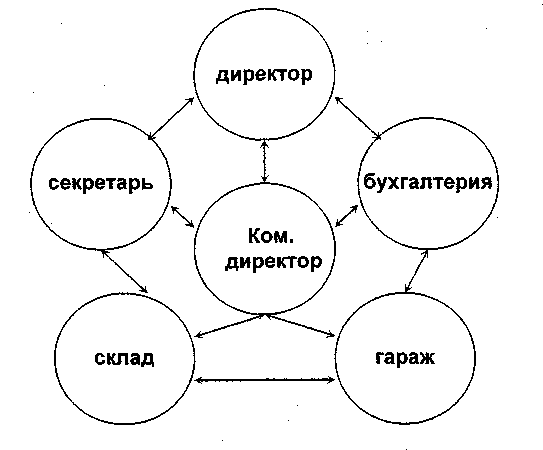 директор
секретарь
бухгалтерия
Ком.
директор
склад
гараж